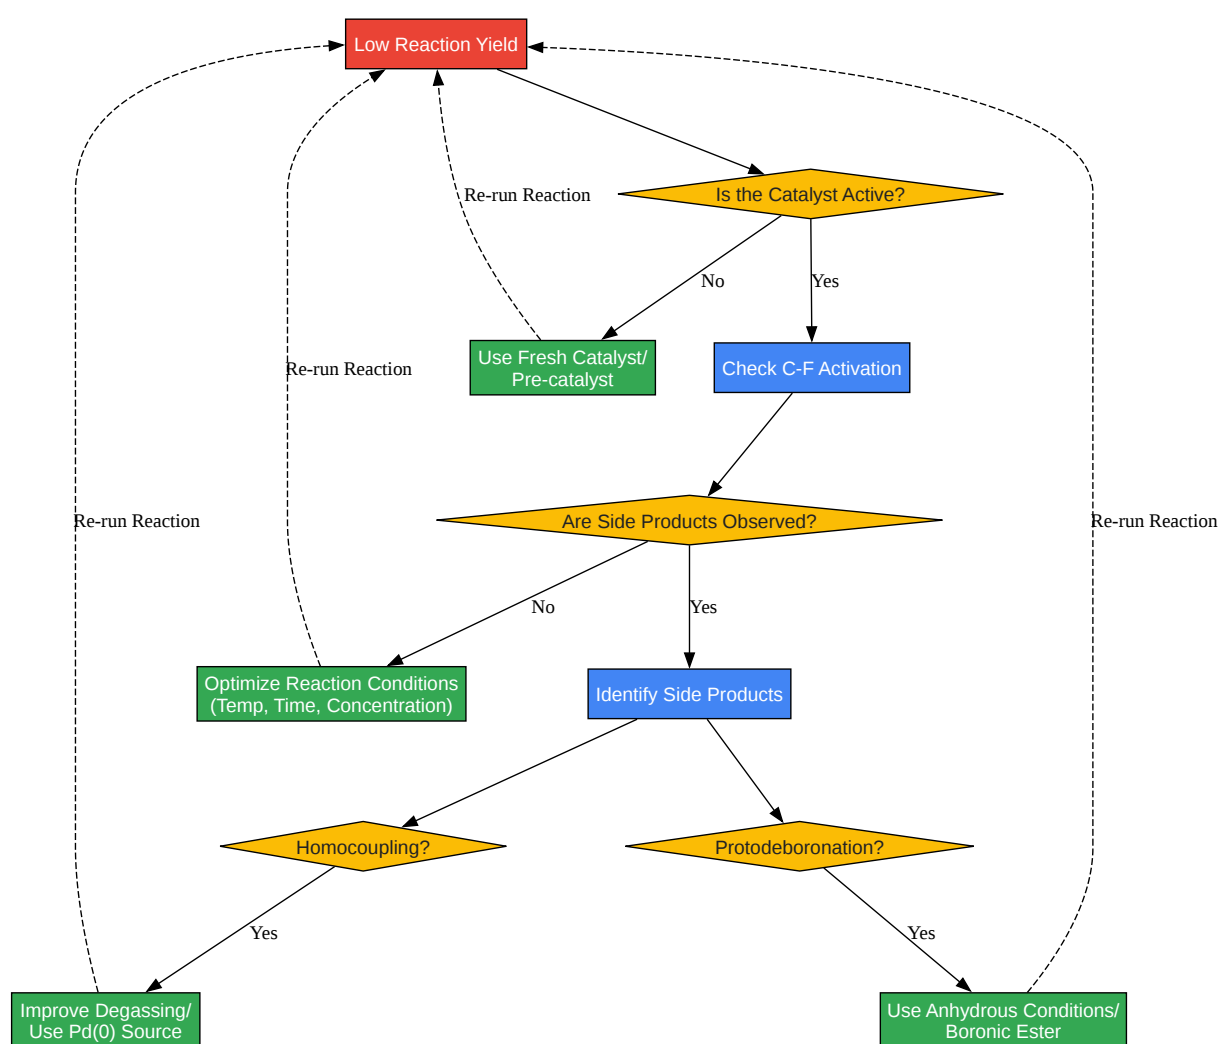 Low Reaction Yield
Is the Catalyst Active?
Re-run Reaction
No
Yes
Use Fresh Catalyst/
Pre-catalyst
Check C-F Activation
Re-run Reaction
Re-run Reaction
Are Side Products Observed?
Re-run Reaction
No
Yes
Optimize Reaction Conditions
(Temp, Time, Concentration)
Identify Side Products
Homocoupling?
Protodeboronation?
Yes
Yes
Improve Degassing/
Use Pd(0) Source
Use Anhydrous Conditions/
Boronic Ester